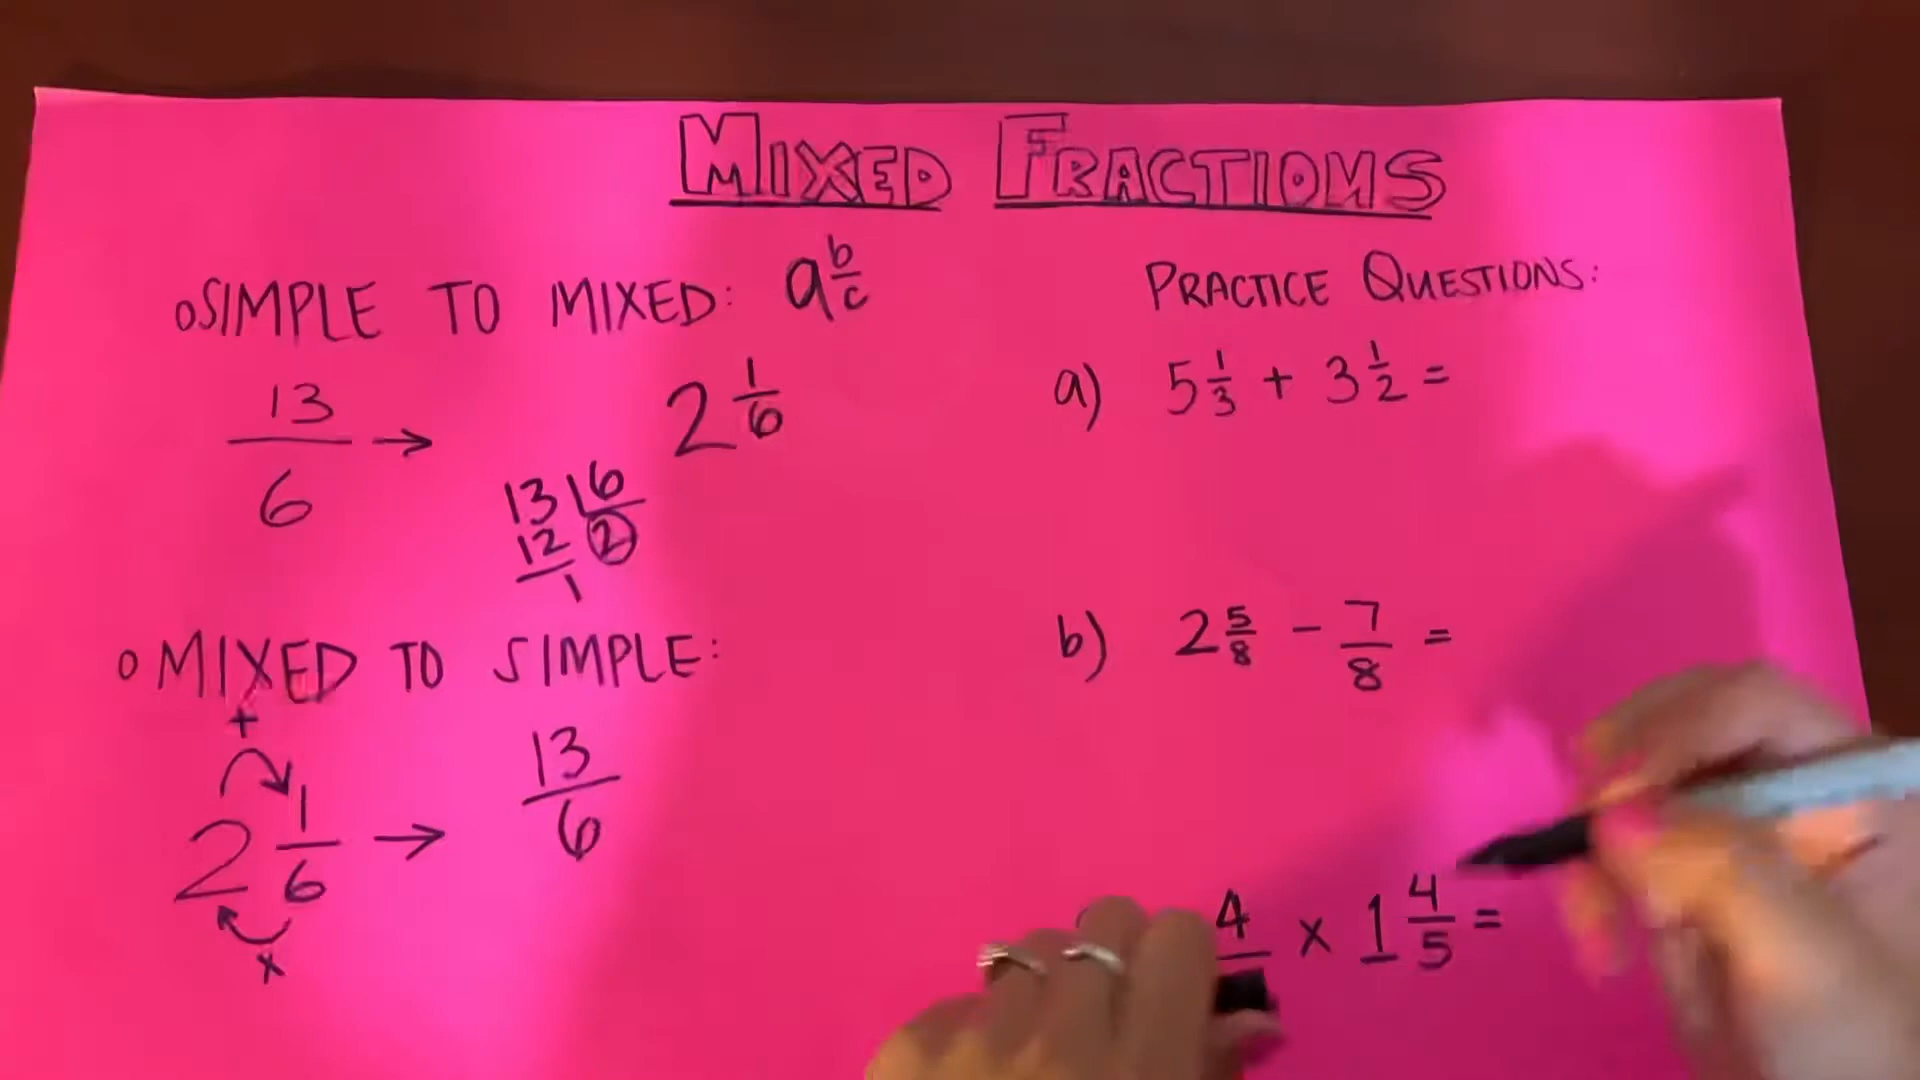 MIXED FRACTIONS
SIMPLE TO MIXED: a b/c
13/6 → 2 1/6
13 6
12 2
1
MIXED TO SIMPLE:
+
2 1/6 → 13/6
x
PRACTICE QUESTIONS:
a) 5 1/3 + 3 1/2 =
b) 2 5/8 - 7/8 =
4 x 1 4/5 =